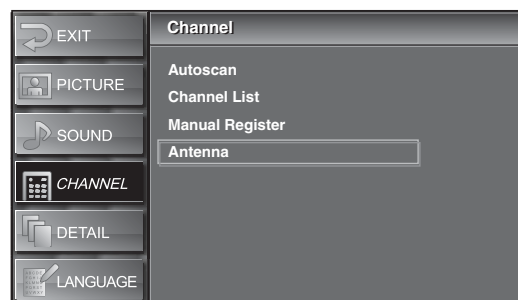 EXIT
PICTURE
SOUND
CHANNEL
DETAIL
LANGUAGE
Channel
Autoscan
Channel List
Manual Register
Antenna